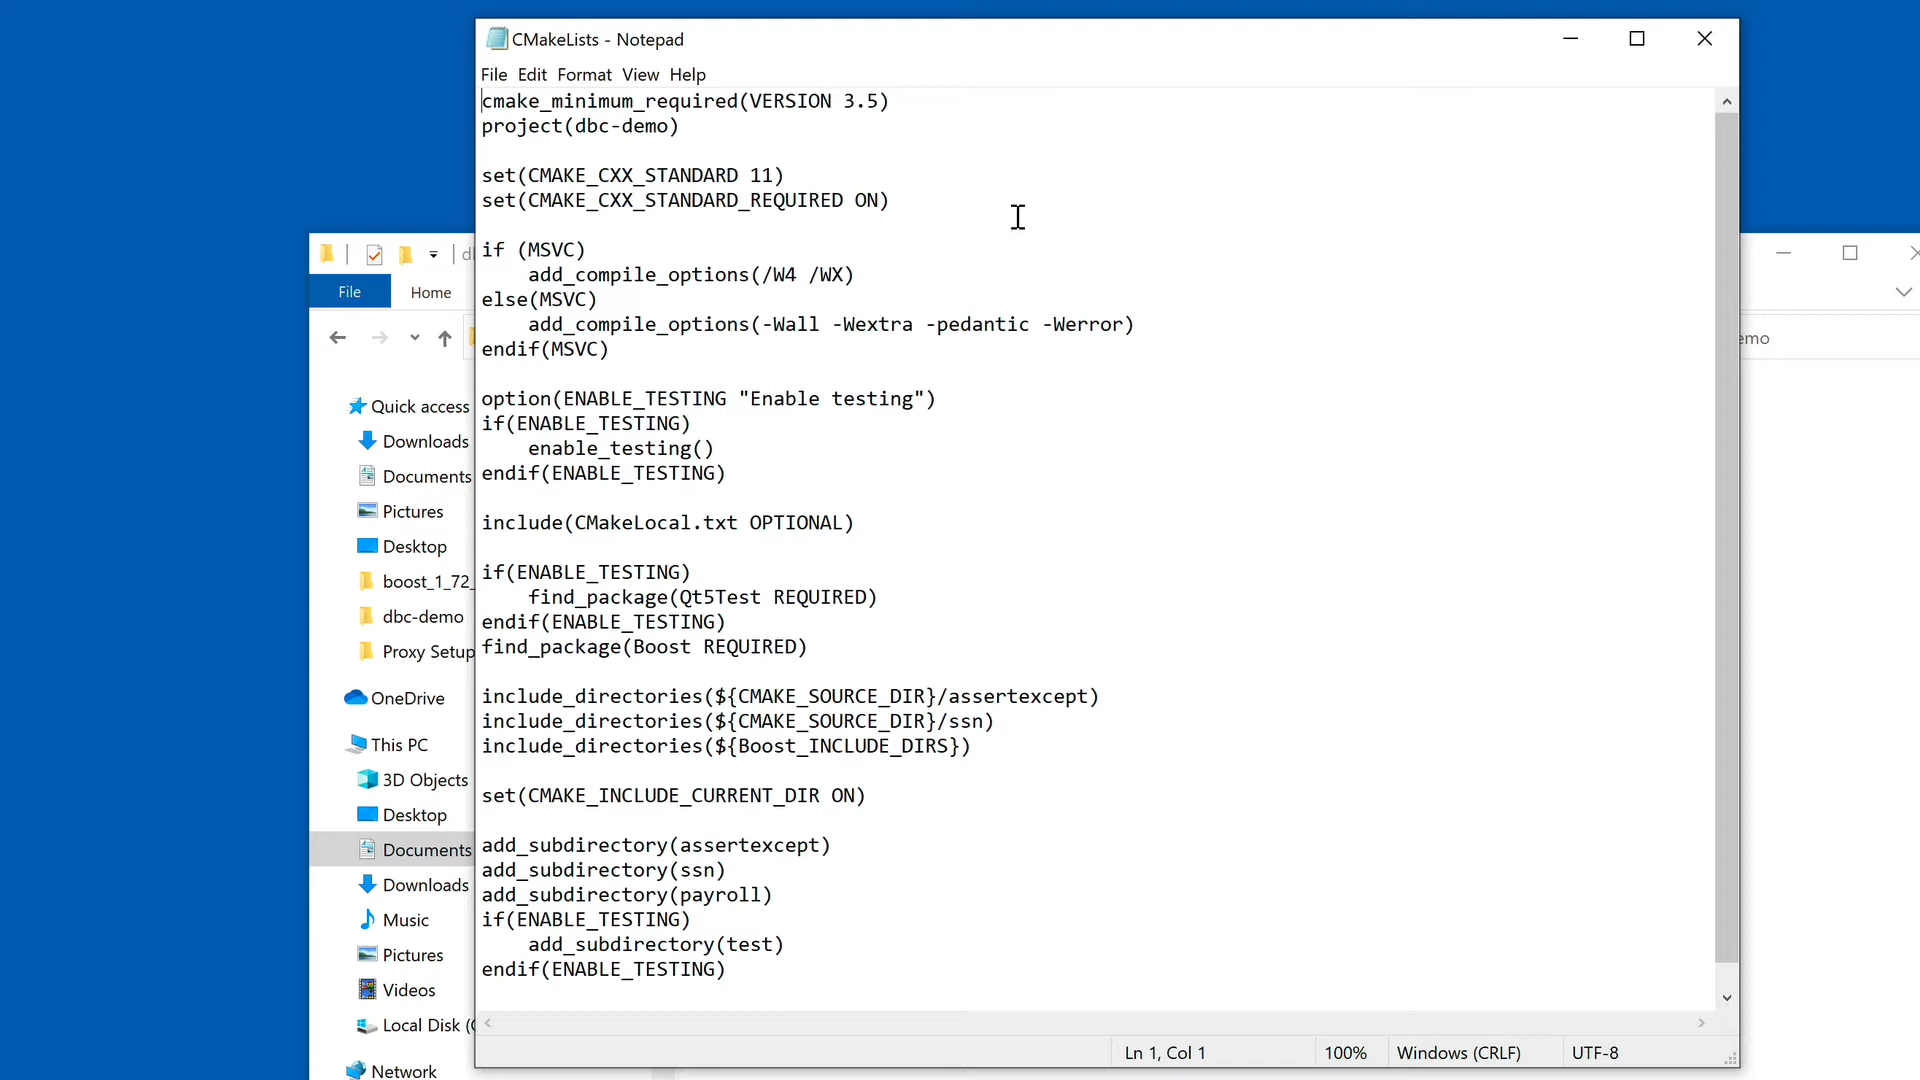 CMakeLists - Notepad
File Edit Format View Help
cmake_minimum_required(VERSION 3.5)
project(dbc-demo)
set(CMAKE_CXX_STANDARD 11)
set(CMAKE_CXX_STANDARD_REQUIRED ON)
if (MSVC)
    add_compile_options(/W4 /WX)
else(MSVC)
    add_compile_options(-Wall -Wextra -pedantic -Werror)
endif(MSVC)
option(ENABLE_TESTING "Enable testing")
if(ENABLE_TESTING)
    enable_testing()
endif(ENABLE_TESTING)
include(CMakeLocal.txt OPTIONAL)
if(ENABLE_TESTING)
    find_package(Qt5Test REQUIRED)
endif(ENABLE_TESTING)
find_package(Boost REQUIRED)
include_directories(${CMAKE_SOURCE_DIR}/assertexcept)
include_directories(${CMAKE_SOURCE_DIR}/ssn)
include_directories(${Boost_INCLUDE_DIRS})
set(CMAKE_INCLUDE_CURRENT_DIR ON)
add_subdirectory(assertexcept)
add_subdirectory(ssn)
add_subdirectory(payroll)
if(ENABLE_TESTING)
    add_subdirectory(test)
endif(ENABLE_TESTING)
Ln 1, Col 1
100%
Windows (CRLF)
UTF-8
File
Home
emo
Quick access
Downloads
Documents
Pictures
Desktop
boost_1_72_
dbc-demo
Proxy Setup
OneDrive
This PC
3D Objects
Desktop
Documents
Downloads
Music
Pictures
Videos
Local Disk (
Network